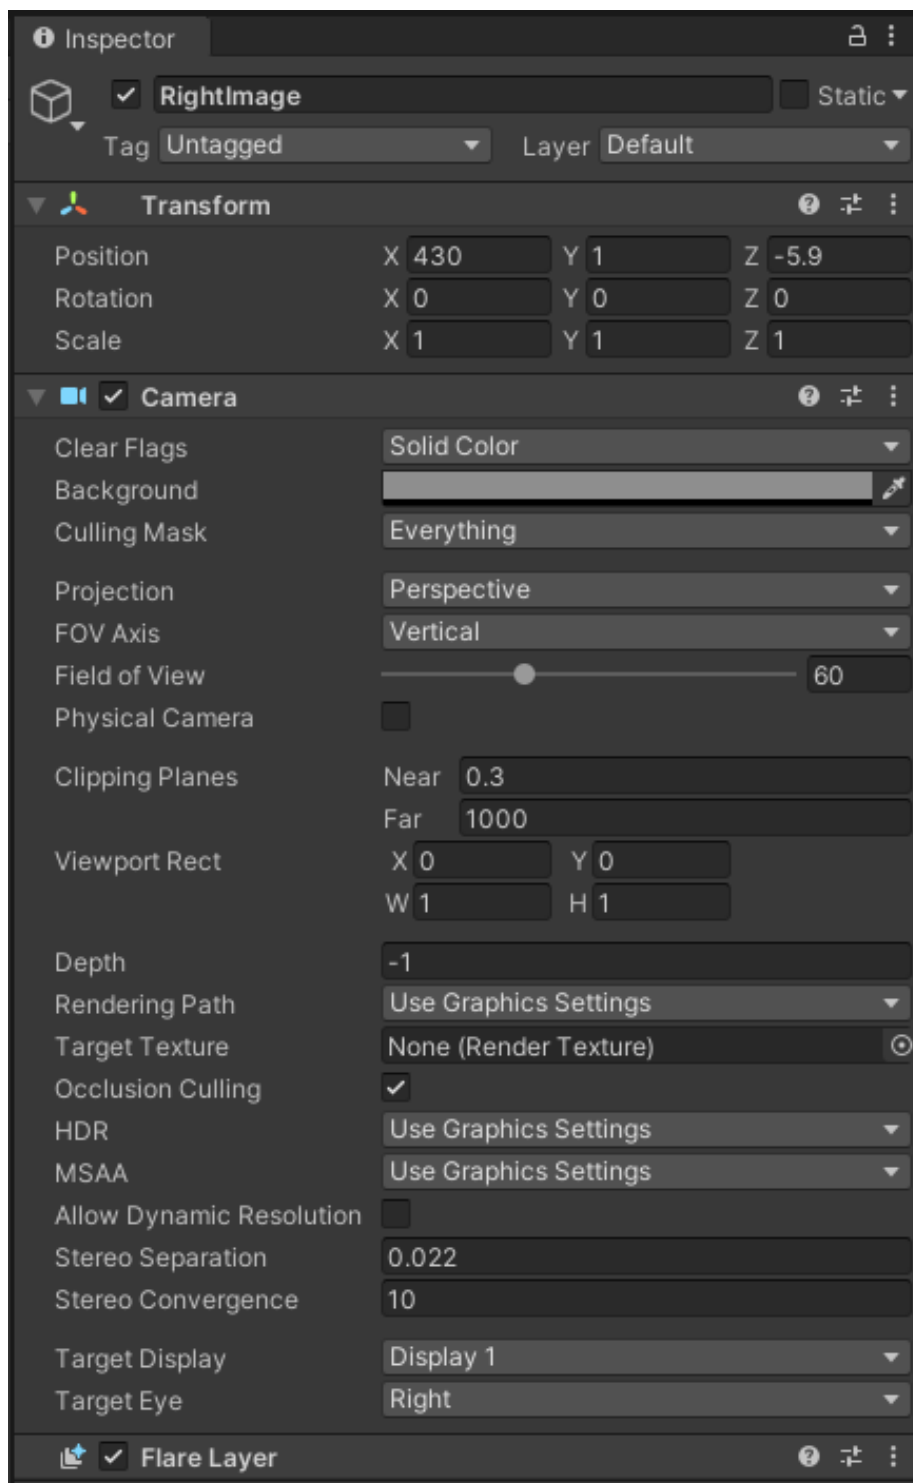 Inspector
RightImage Static
Tag Untagged Layer Default
Transform
Position X 430 Y 1 Z -5.9
Rotation X 0 Y 0 Z 0
Scale X 1 Y 1 Z 1
Camera
Clear Flags Solid Color
Background
Culling Mask Everything
Projection Perspective
FOV Axis Vertical
Field of View 60
Physical Camera
Clipping Planes Near 0.3
Far 1000
Viewport Rect X 0 Y 0
W 1 H 1
Depth -1
Rendering Path Use Graphics Settings
Target Texture None (Render Texture)
Occlusion Culling
HDR Use Graphics Settings
MSAA Use Graphics Settings
Allow Dynamic Resolution
Stereo Separation 0.022
Stereo Convergence 10
Target Display Display 1
Target Eye Right
Flare Layer